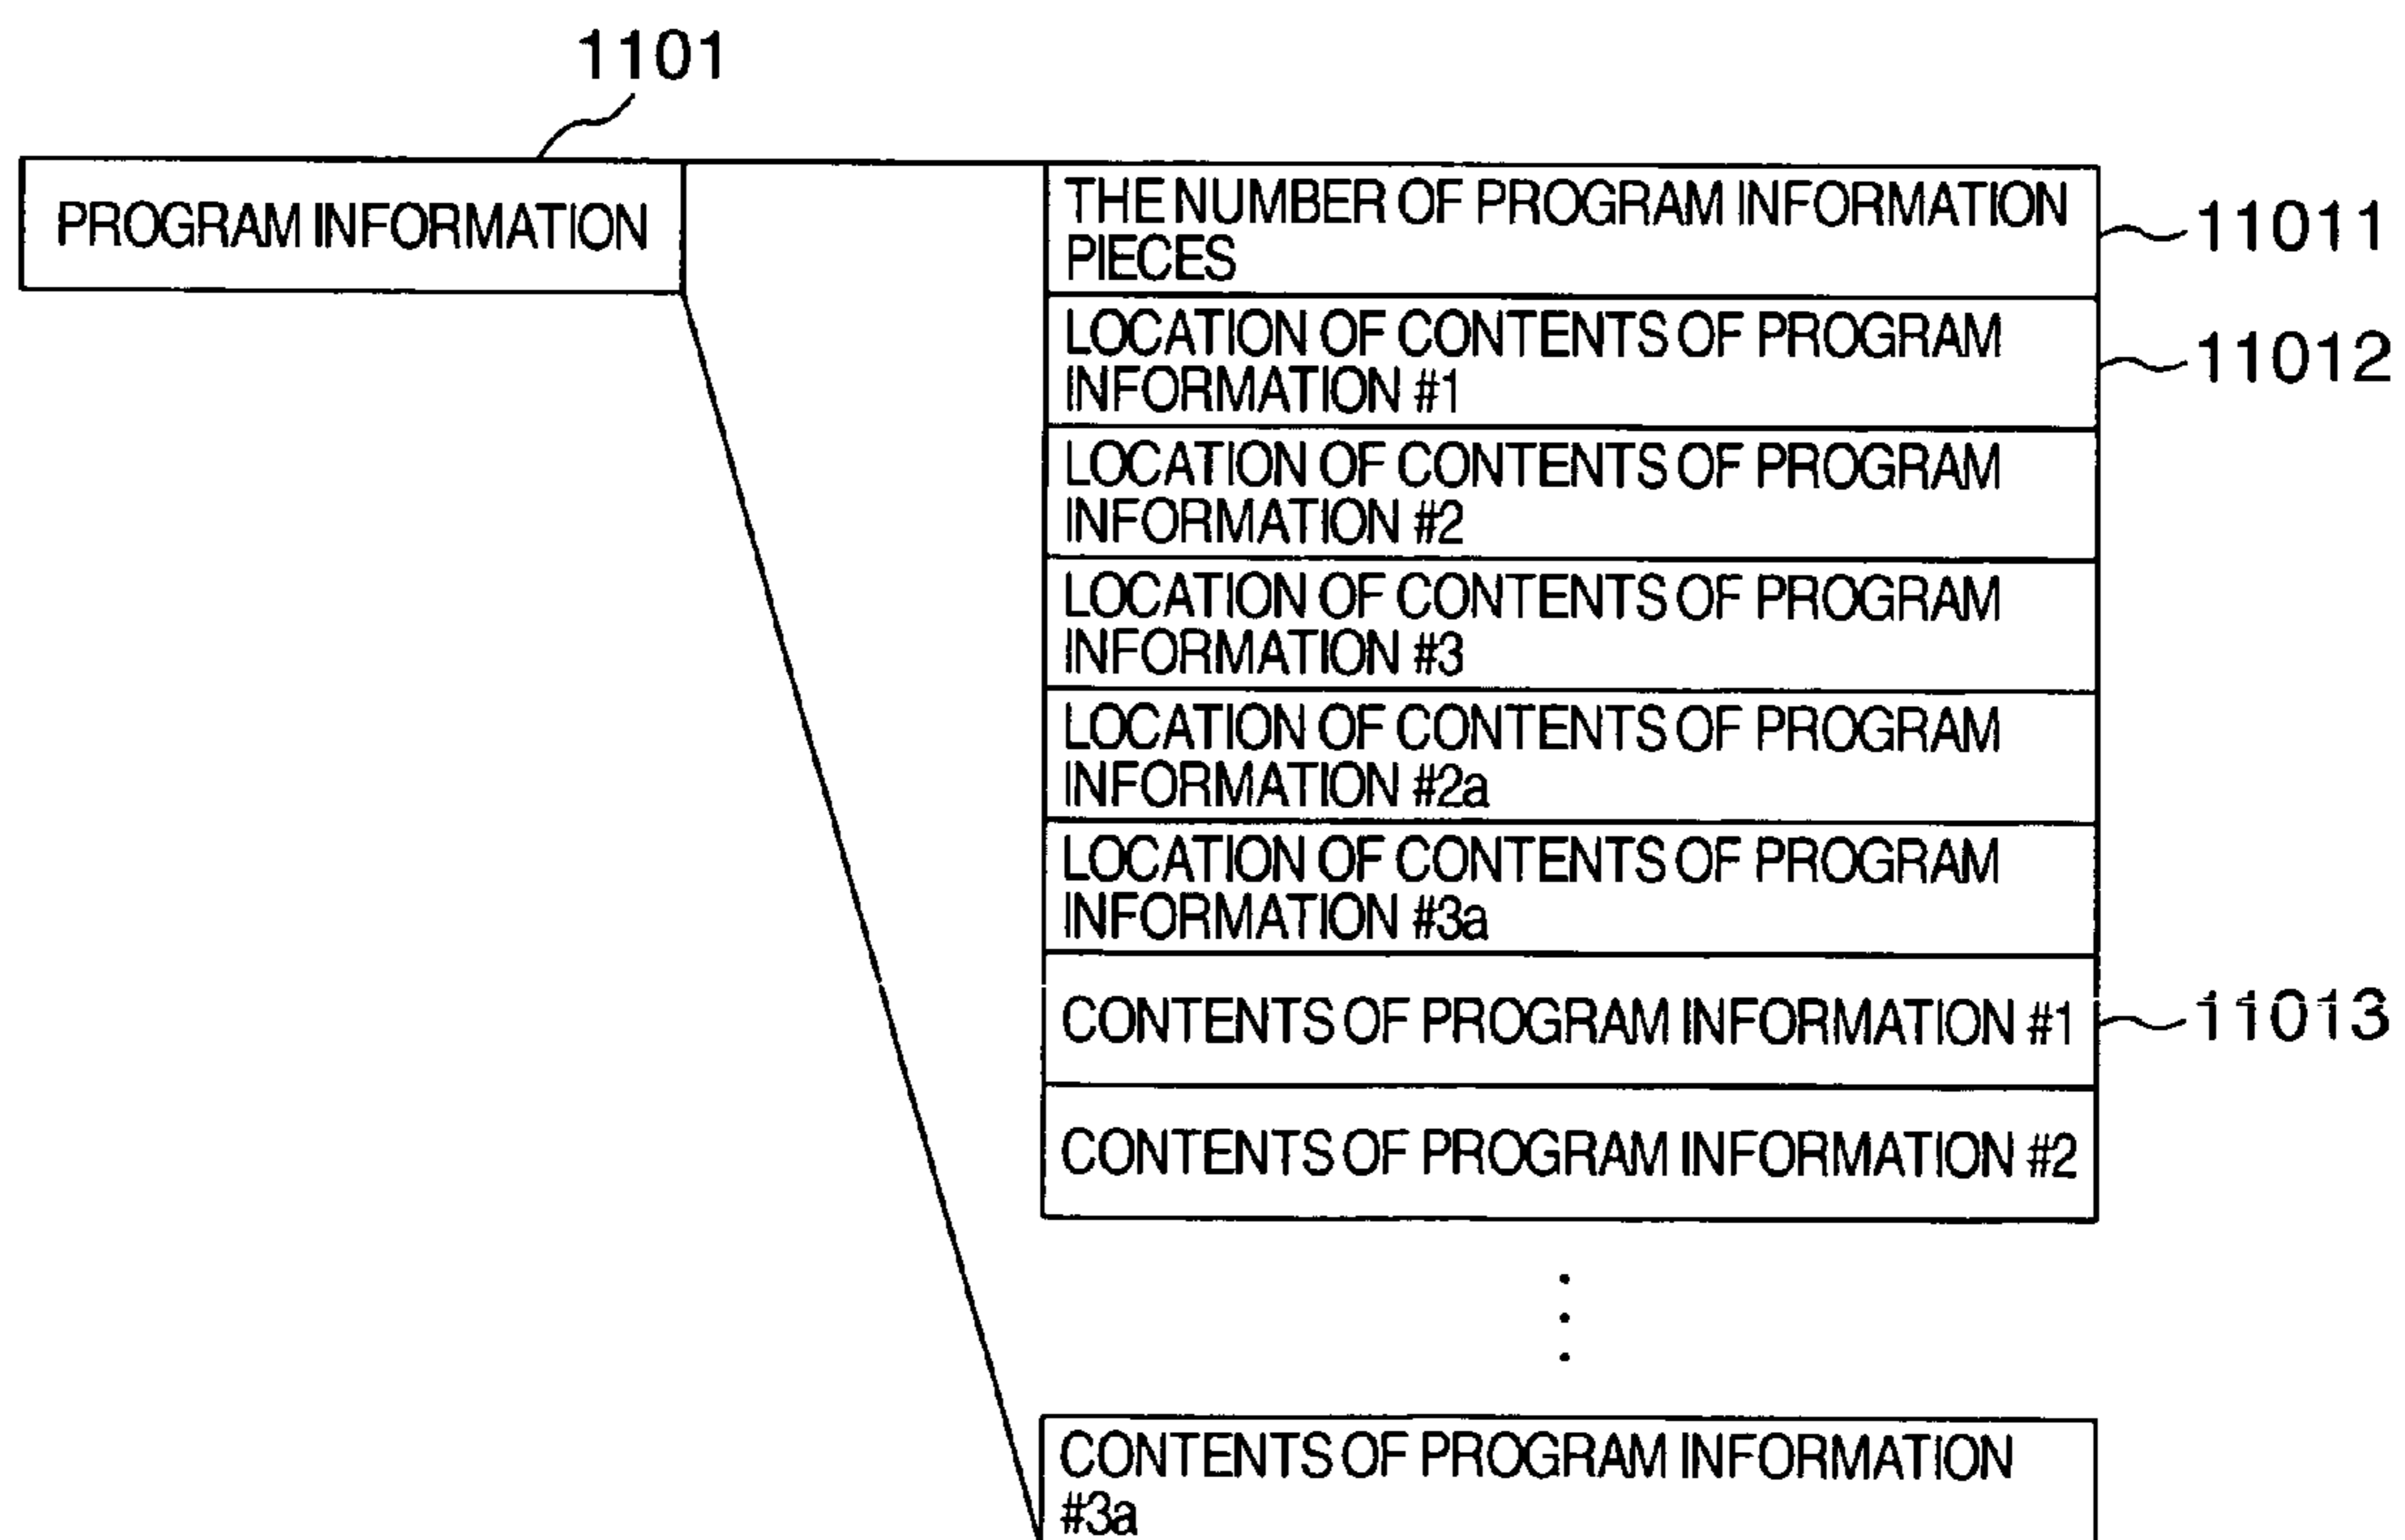 1101
PROGRAM INFORMATION
THE NUMBER OF PROGRAM INFORMATION
PIECES
11011
LOCATION OF CONTENTS OF PROGRAM
INFORMATION #1
11012
LOCATION OF CONTENTS OF PROGRAM
INFORMATION #2
LOCATION OF CONTENTS OF PROGRAM
INFORMATION #3
LOCATION OF CONTENTS OF PROGRAM
INFORMATION #2a
LOCATION OF CONTENTS OF PROGRAM
INFORMATION #3a
CONTENTS OF PROGRAM INFORMATION #1
11013
CONTENTS OF PROGRAM INFORMATION #2
CONTENTS OF PROGRAM INFORMATION
#3a